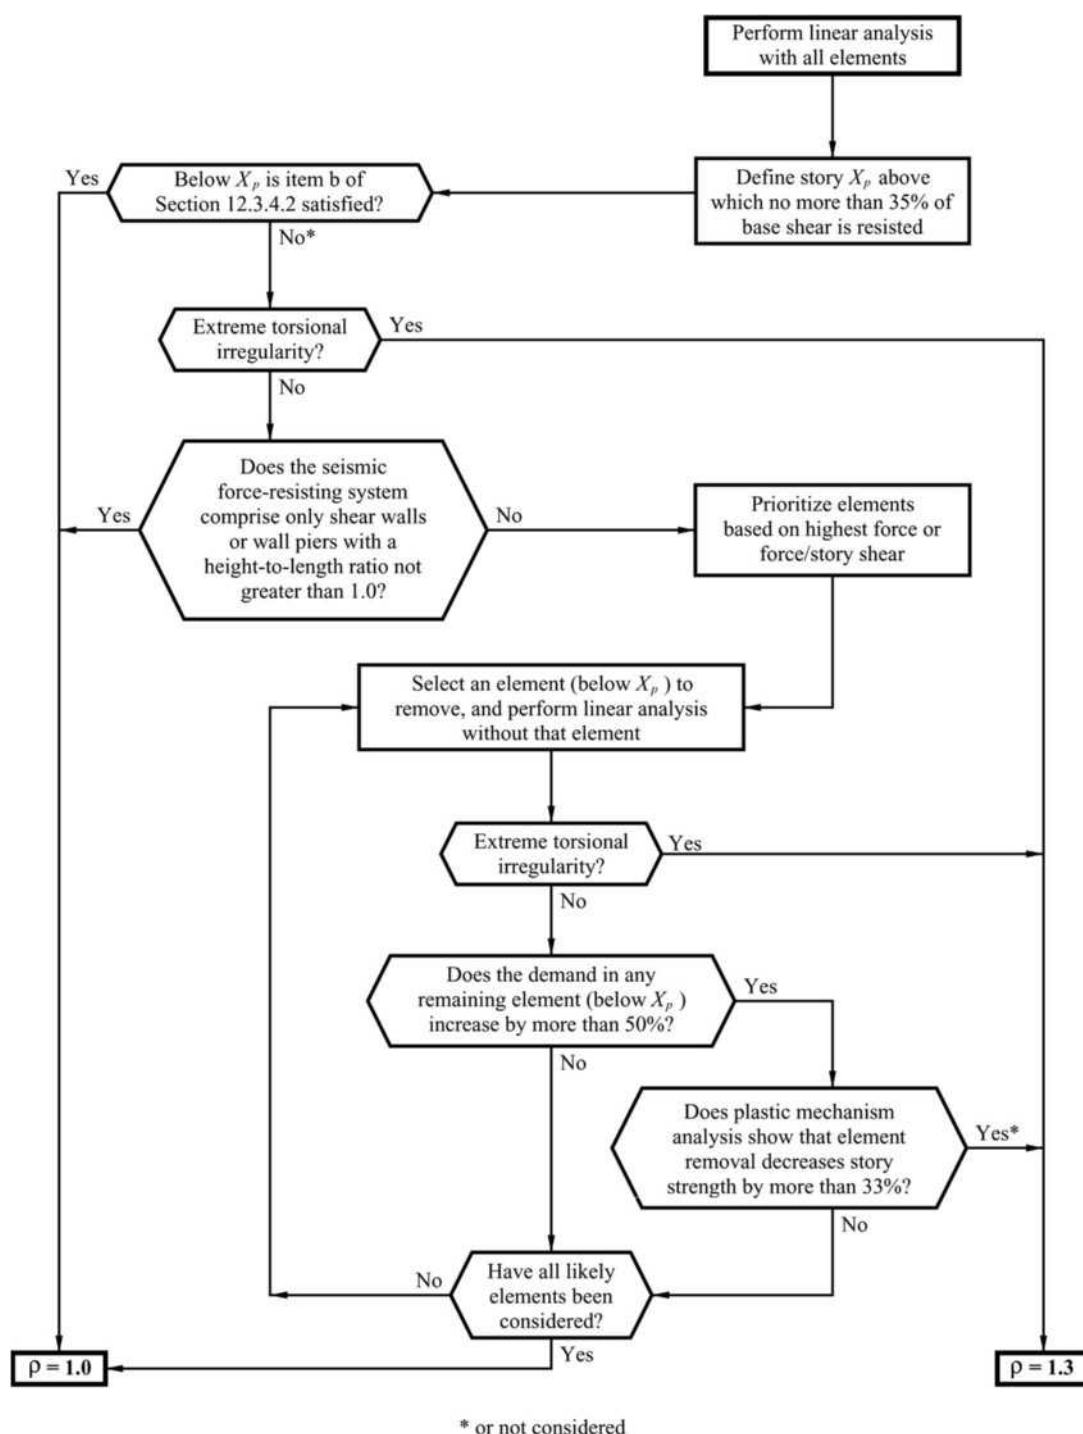 Perform linear analysis
with all elements
Define story Xp above
which no more than 35% of
base shear is resisted
Yes
Below Xp is item b of
Section 12.3.4.2 satisfied?
No*
Extreme torsional
irregularity?
Yes
No
Does the seismic
force-resisting system
comprise only shear walls
or wall piers with a
height-to-length ratio not
greater than 1.0?
Yes
No
Prioritize elements
based on highest force or
force/story shear
Select an element (below Xp ) to
remove, and perform linear analysis
without that element
Extreme torsional
irregularity?
Yes
No
Does the demand in any
remaining element (below Xp )
increase by more than 50%?
Yes
No
Does plastic mechanism
analysis show that element
removal decreases story
strength by more than 33%?
Yes*
No
Have all likely
elements been
considered?
No
Yes
ρ = 1.0
ρ = 1.3
* or not considered